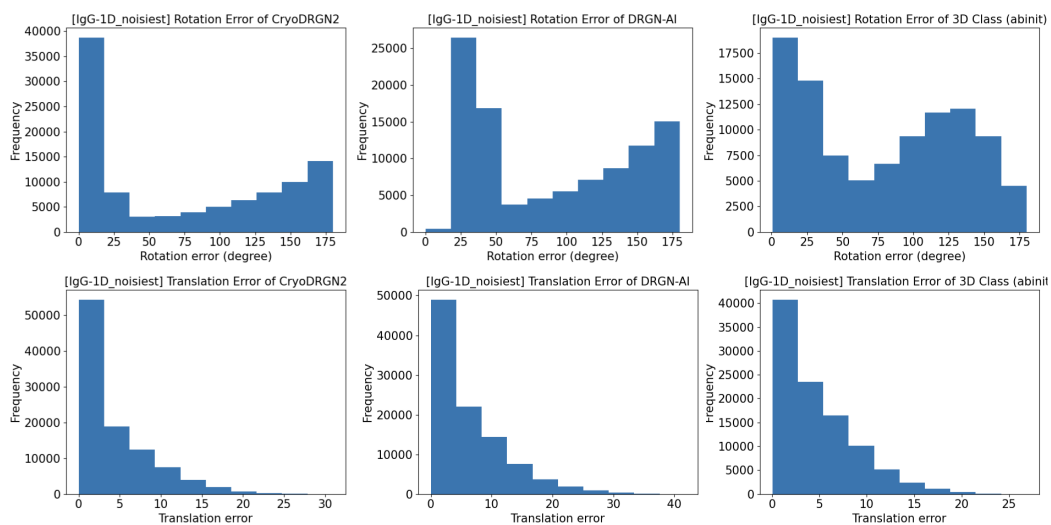 [IgG-1D_noisiest] Rotation Error of CryoDRGN2
40000
35000
30000
25000
20000
15000
10000
5000
0
Frequency
0 25 50 75 100 125 150 175
Rotation error (degree)
[IgG-1D_noisiest] Rotation Error of DRGN-AI
25000
20000
15000
10000
5000
0
Frequency
0 25 50 75 100 125 150 175
Rotation error (degree)
[IgG-1D_noisiest] Rotation Error of 3D Class (abinit)
17500
15000
12500
10000
7500
5000
2500
0
Frequency
0 25 50 75 100 125 150 175
Rotation error (degree)
[IgG-1D_noisiest] Translation Error of CryoDRGN2
50000
40000
30000
20000
10000
0
Frequency
0 5 10 15 20 25 30
Translation error
[IgG-1D_noisiest] Translation Error of DRGN-AI
50000
40000
30000
20000
10000
0
Frequency
0 10 20 30 40
Translation error
[IgG-1D_noisiest] Translation Error of 3D Class (abinit
40000
35000
30000
25000
20000
15000
10000
5000
0
Frequency
0 5 10 15 20 25
Translation error